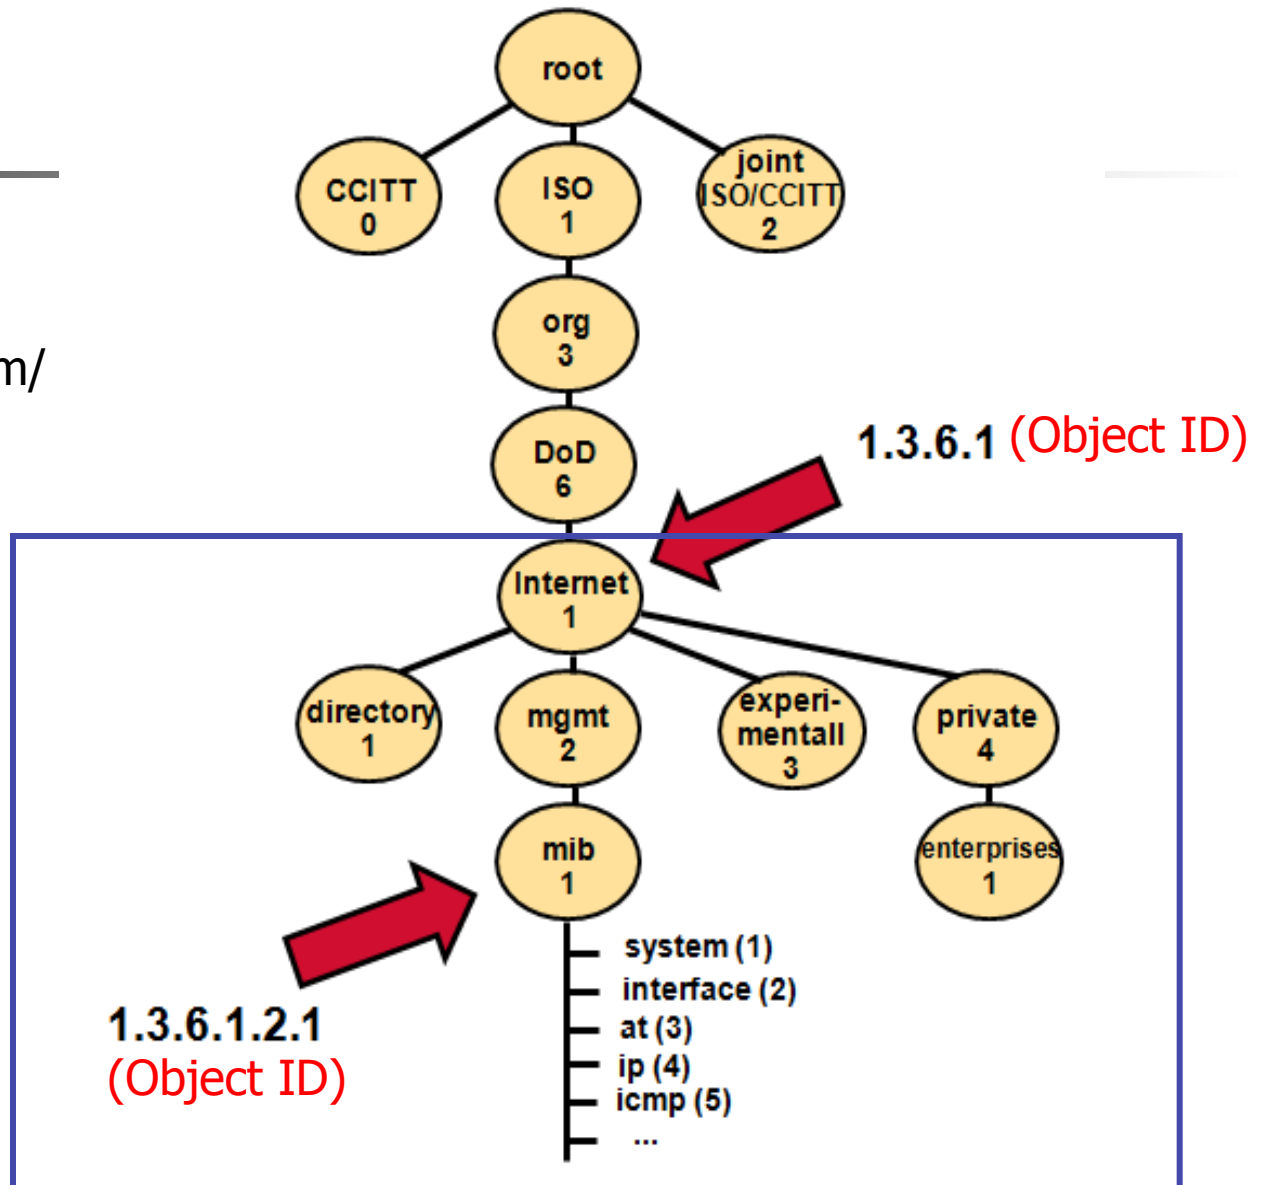 root
CCITT
0
ISO
1
joint
ISO/CCITT
2
org
3
m/
DoD
6
1.3.6.1 (Object ID)
Internet
1
directory
1
mgmt
2
experi-
mentall
3
private
4
mib
1
enterprises
1
system (1)
interface (2)
at (3)
ip (4)
icmp (5)
...
1.3.6.1.2.1
(Object ID)